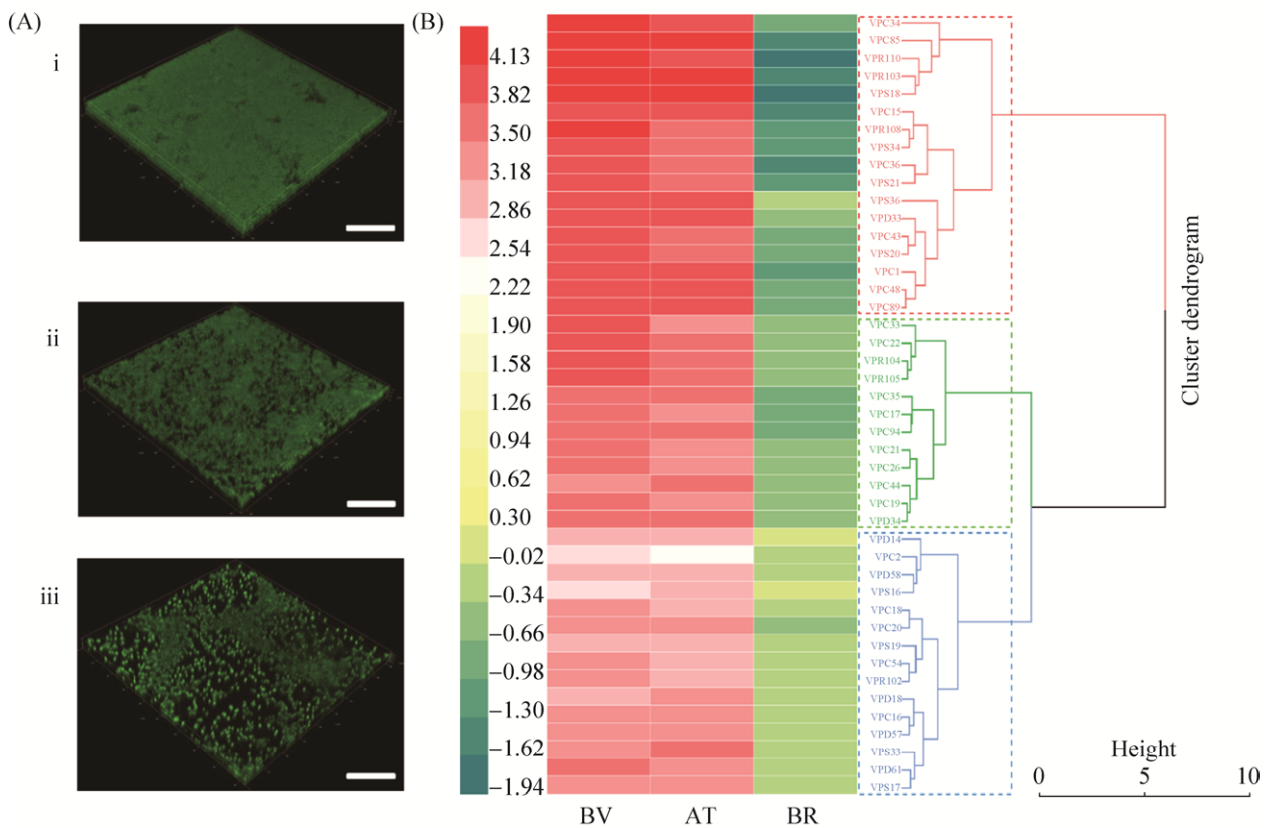 (A)
i
ii
iii
(B)
4.13
3.82
3.50
3.18
2.86
2.54
2.22
1.90
1.58
1.26
0.94
0.62
0.30
−0.02
−0.34
−0.66
−0.98
−1.30
−1.62
−1.94
BV
AT
BR
VPC34
VPC85
VPR110
VPR103
VPS18
VPC15
VPR108
VPS34
VPC36
VPS21
VPS36
VPD33
VPC43
VPS20
VPC1
VPC48
VPC89
VPC33
VPC22
VPR104
VPR105
VPC35
VPC17
VPC94
VPC21
VPC26
VPC44
VPC19
VPD34
VPD14
VPC2
VPD58
VPS16
VPC18
VPC20
VPS19
VPC54
VPR102
VPD18
VPC16
VPD57
VPS33
VPD61
VPS17
Cluster dendrogram
Height
0
5
10